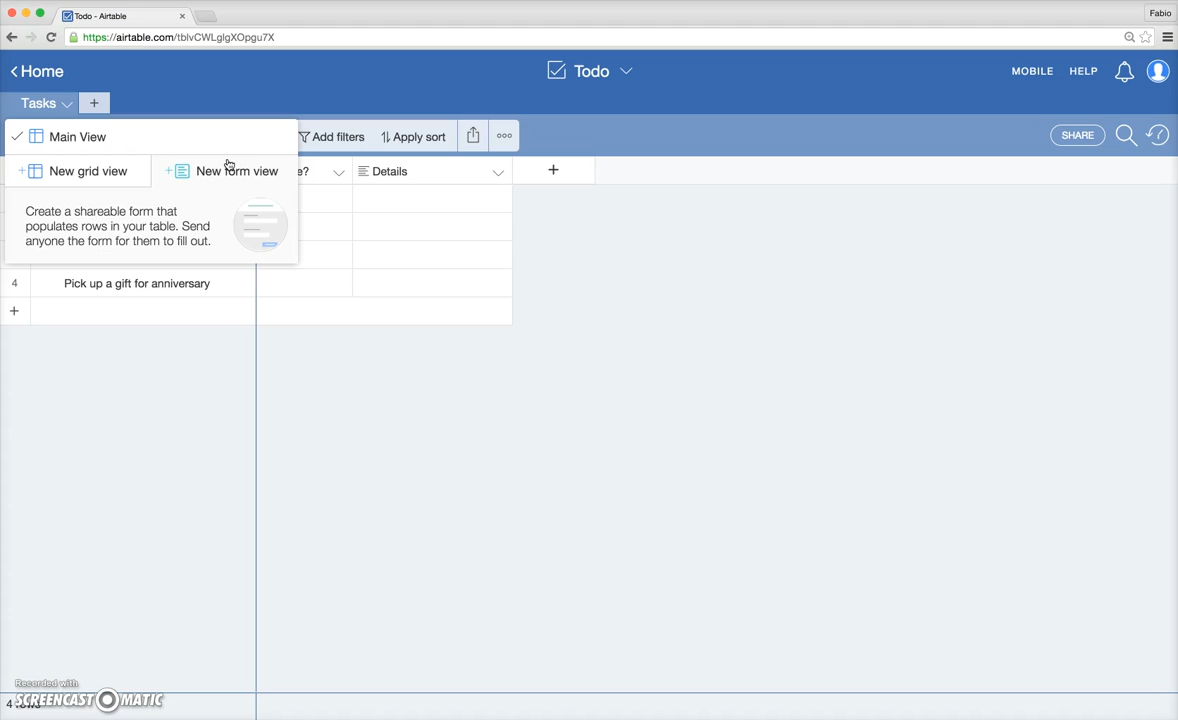 Todo - Airtable
Fabio
https://airtable.com/tblvCWLglgXOpgu7X
Home
Todo
MOBILE
HELP
Tasks
Main View
Add filters
Apply sort
SHARE
New grid view
New form view
e?
Details
Create a shareable form that
populates rows in your table. Send
anyone the form for them to fill out.
4
Pick up a gift for anniversary
Recorded with
SCREENCAST-O-MATIC
4 rows